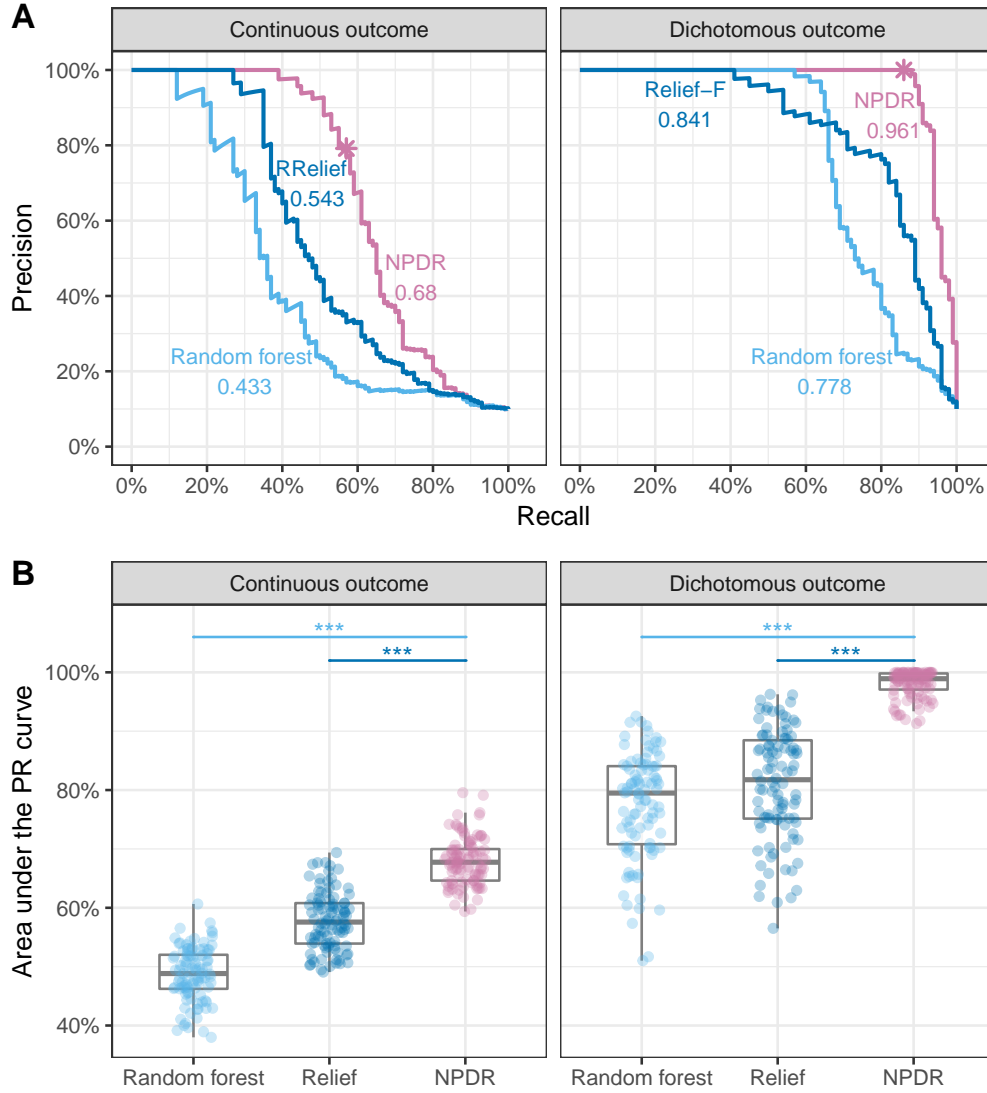 A
Continuous outcome
Dichotomous outcome
Precision
100%
80%
60%
40%
20%
0%
RRelief
0.543
NPDR
0.68
Random forest
0.433
Relief−F
0.841
NPDR
0.961
Random forest
0.778
0%
20%
40%
60%
80%
100%
0%
20%
40%
60%
80%
100%
Recall
B
Continuous outcome
Dichotomous outcome
Area under the PR curve
100%
80%
60%
40%
***
***
***
***
Random forest
Relief
NPDR
Random forest
Relief
NPDR